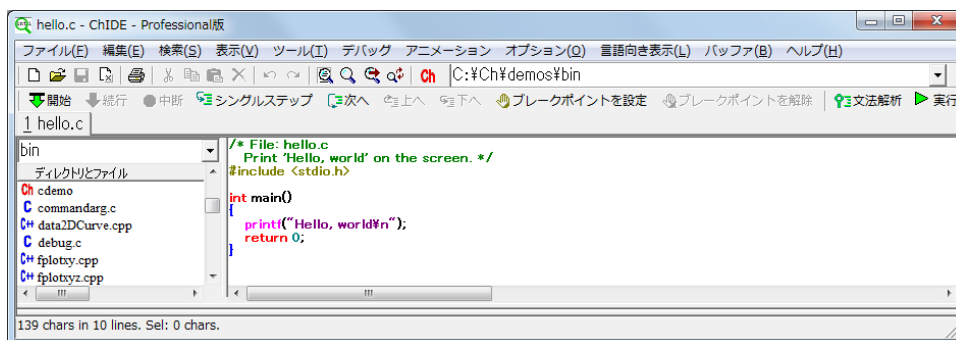 hello.c - ChIDE - Professional版
ファイル(F) 編集(E) 検索(S) 表示(V) ツール(T) デバッグ アニメーション オプション(O) 言語向き表示(L) バッファ(B) ヘルプ(H)
Ch C:¥Ch¥demos¥bin
開始 続行 中断 シングルステップ 次へ 上へ 下へ ブレークポイントを設定 ブレークポイントを解除 文法解析 実行
1 hello.c
bin
ディレクトリとファイル
Ch cdemo
C commandarg.c
C++ data2DCurve.cpp
C debug.c
C++ fplotxy.cpp
C++ fplotxyz.cpp
/* File: hello.c
Print 'Hello, world' on the screen. */
#include <stdio.h>
int main()
{
printf("Hello, world¥n");
return 0;
}
139 chars in 10 lines. Sel: 0 chars.